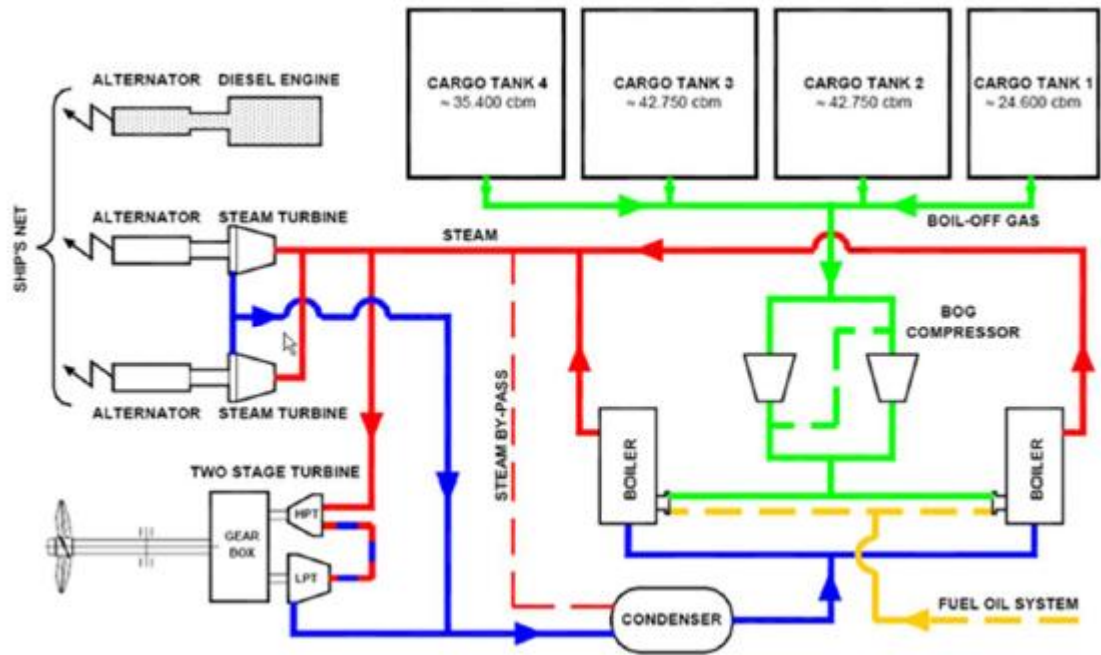 CARGO TANK 4
≈ 35.400 cbm
CARGO TANK 3
≈ 42.750 cbm
CARGO TANK 2
≈ 42.750 cbm
CARGO TANK 1
≈ 24.600 cbm
ALTERNATOR DIESEL ENGINE
BOIL-OFF GAS
ALTERNATOR STEAM TURBINE
STEAM
SHIP'S NET
BOG
COMPRESSOR
ALTERNATOR STEAM TURBINE
STEAM BY-PASS
BOILER
BOILER
TWO STAGE TURBINE
HPT
GEAR
BOX
LPT
CONDENSER
FUEL OIL SYSTEM